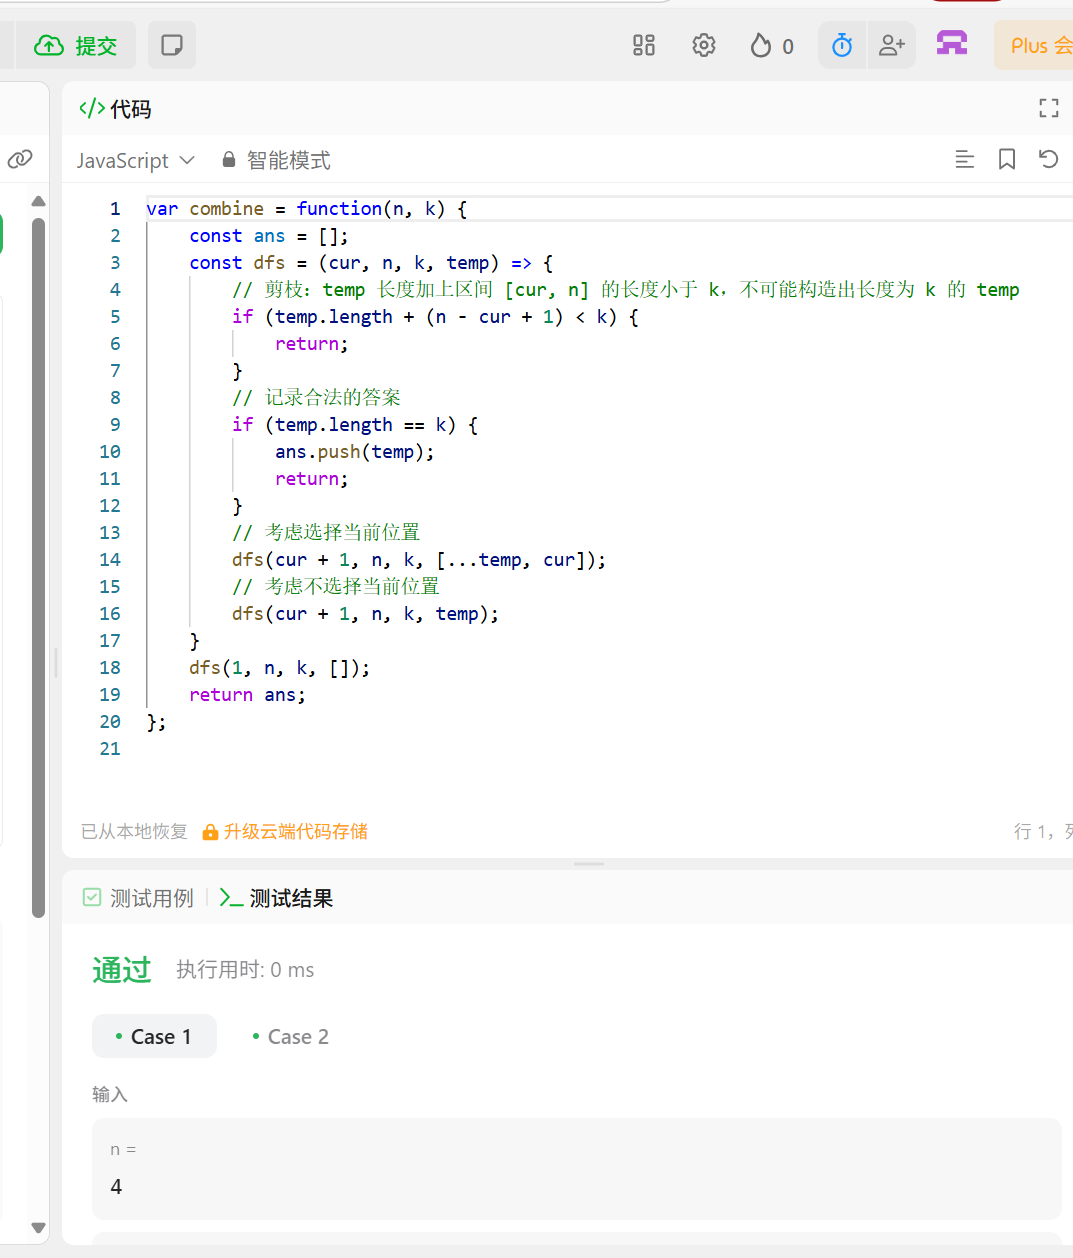 提交
0
Plus 会
</> 代码
JavaScript 智能模式
1 var combine = function(n, k) {
2     const ans = [];
3     const dfs = (cur, n, k, temp) => {
4         // 剪枝：temp 长度加上区间 [cur, n] 的长度小于 k，不可能构造出长度为 k 的 temp
5         if (temp.length + (n - cur + 1) < k) {
6             return;
7         }
8         // 记录合法的答案
9         if (temp.length == k) {
10             ans.push(temp);
11             return;
12         }
13         // 考虑选择当前位置
14         dfs(cur + 1, n, k, [...temp, cur]);
15         // 考虑不选择当前位置
16         dfs(cur + 1, n, k, temp);
17     }
18     dfs(1, n, k, []);
19     return ans;
20 };
21
已从本地恢复 升级云端代码存储 行 1，
测试用例 测试结果
通过 执行用时: 0 ms
Case 1 Case 2
输入
n =
4